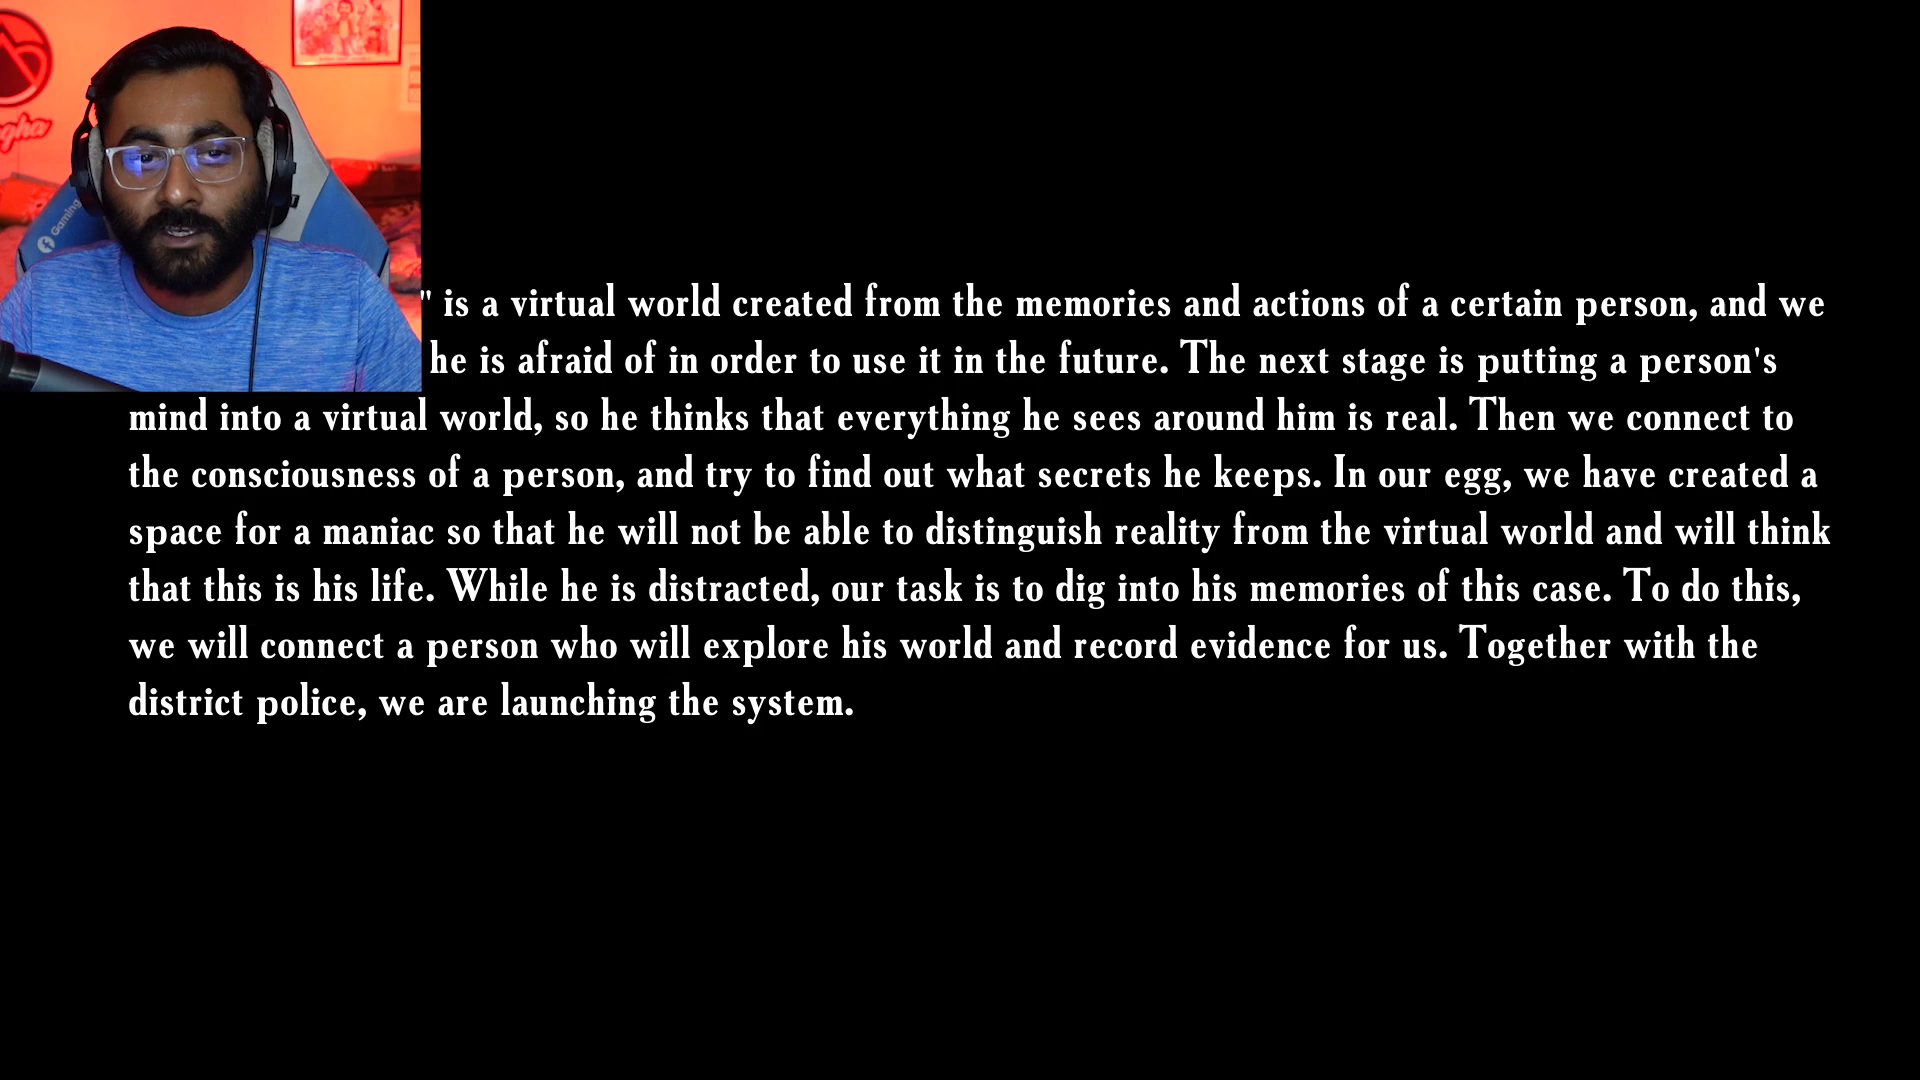 gha
Gaming
" is a virtual world created from the memories and actions of a certain person, and we
he is afraid of in order to use it in the future. The next stage is putting a person's
mind into a virtual world, so he thinks that everything he sees around him is real. Then we connect to
the consciousness of a person, and try to find out what secrets he keeps. In our egg, we have created a
space for a maniac so that he will not be able to distinguish reality from the virtual world and will think
that this is his life. While he is distracted, our task is to dig into his memories of this case. To do this,
we will connect a person who will explore his world and record evidence for us. Together with the
district police, we are launching the system.